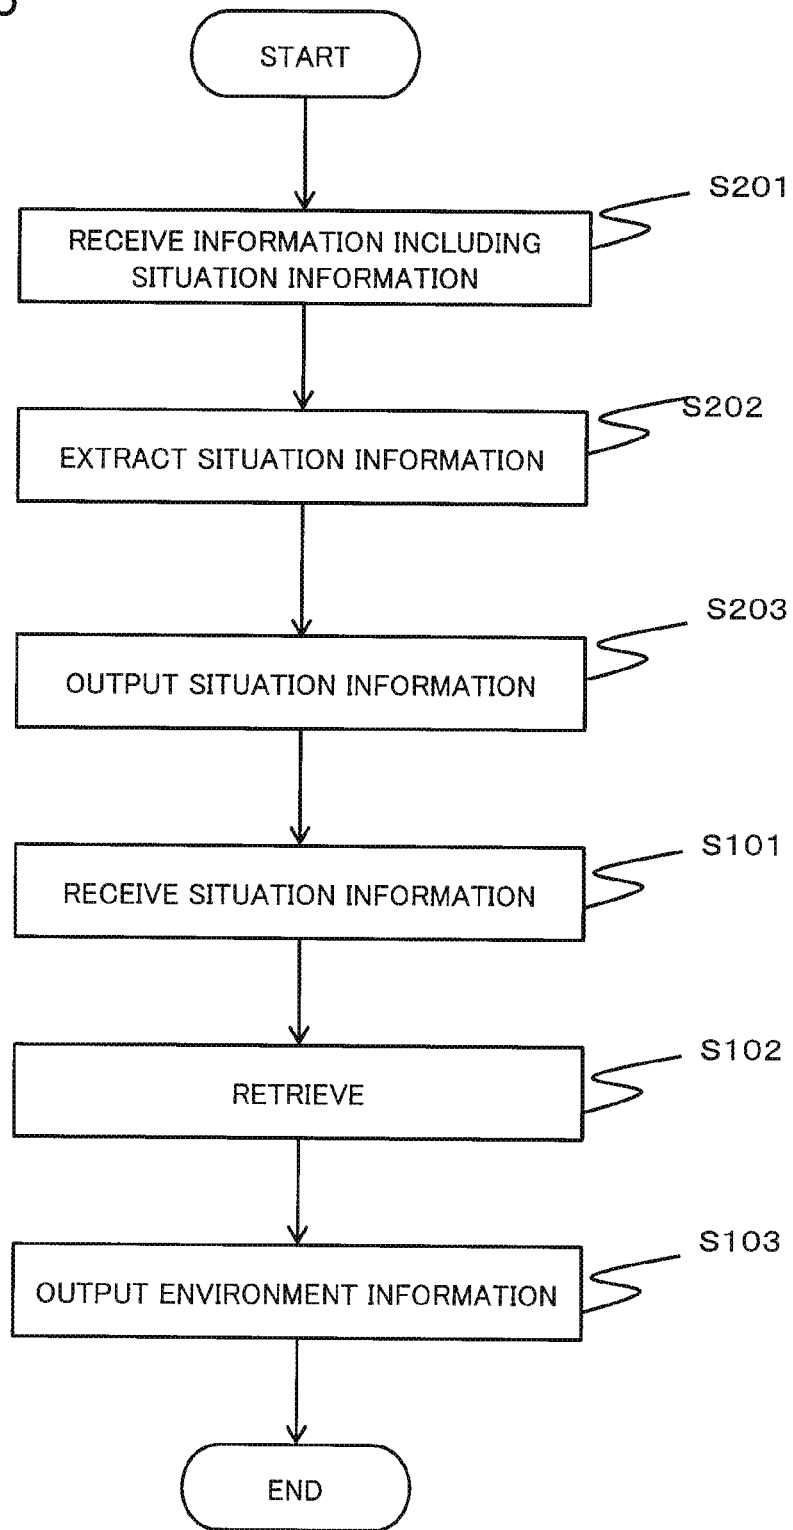 START
S201
RECEIVE INFORMATION INCLUDING
SITUATION INFORMATION
S202
EXTRACT SITUATION INFORMATION
S203
OUTPUT SITUATION INFORMATION
S101
RECEIVE SITUATION INFORMATION
S102
RETRIEVE
S103
OUTPUT ENVIRONMENT INFORMATION
END